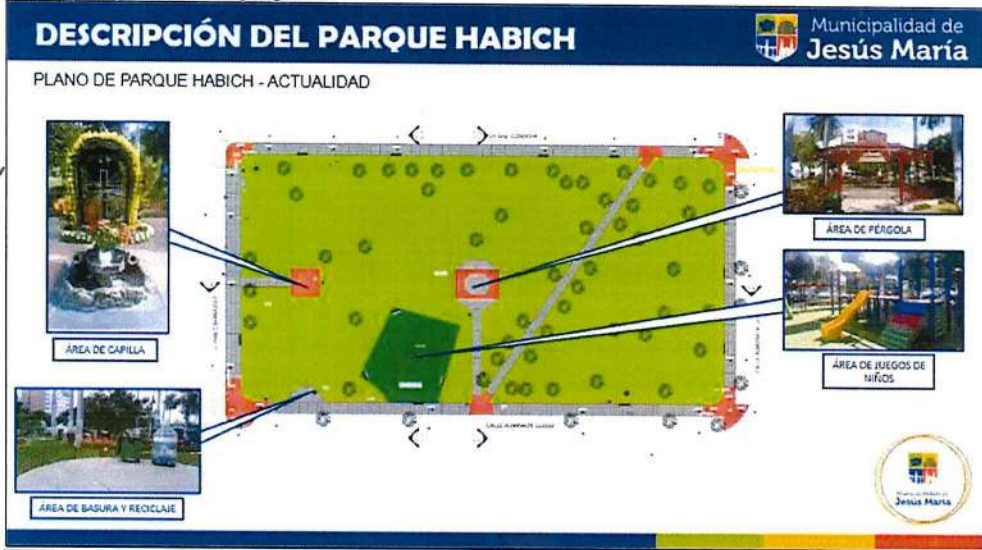 DESCRIPCIÓN DEL PARQUE HABICH
Municipalidad de
Jesús María
PLANO DE PARQUE HABICH - ACTUALIDAD
ÁREA DE CAPILLA
ÁREA DE PÉRGOLA
ÁREA DE JUEGOS DE
NIÑOS
ÁREA DE BASURA Y RECICLAJE
Jesús María